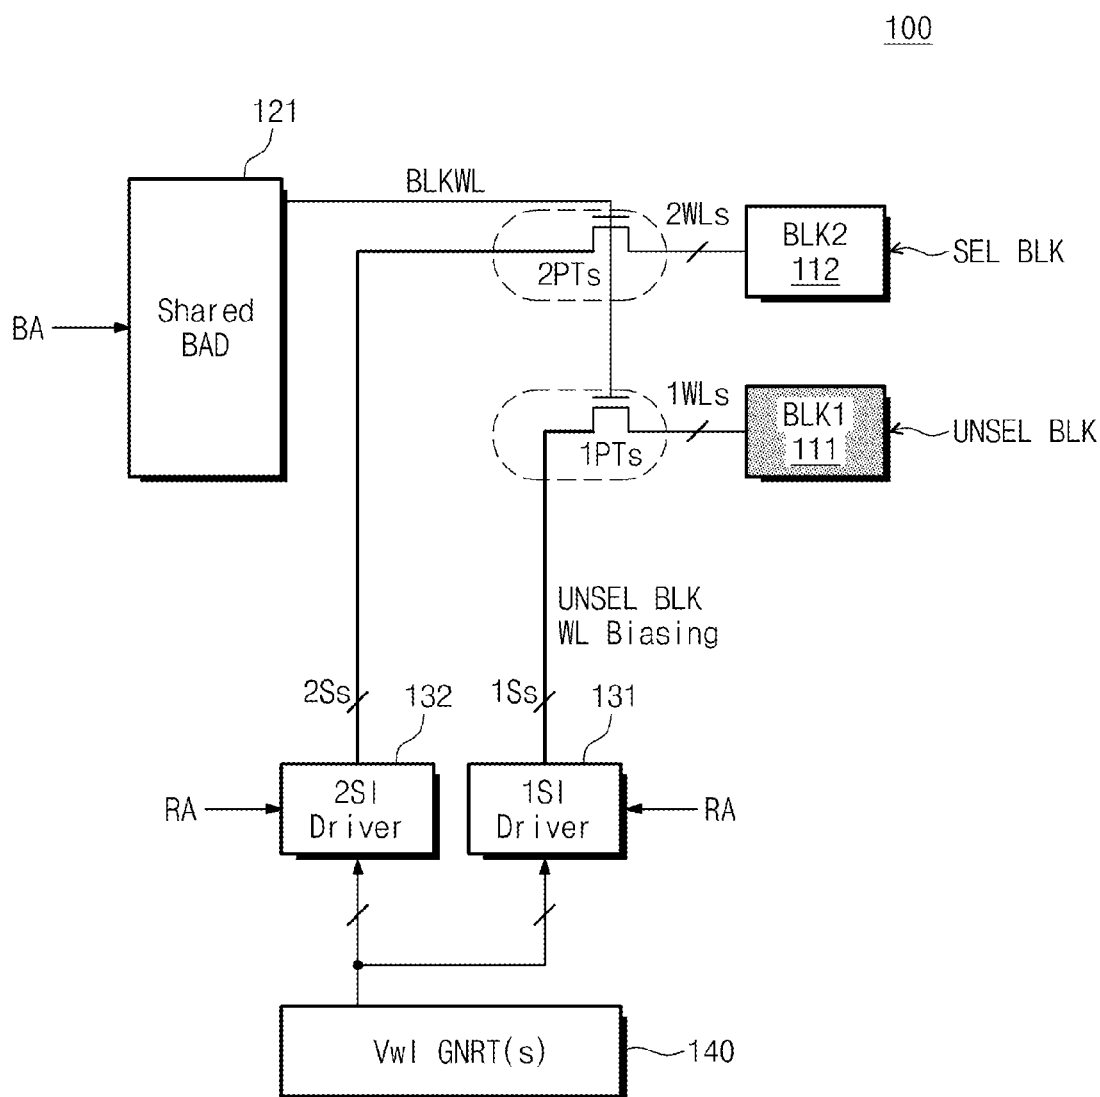 100
121
BLKWL
2WLs
BLK2
112
SEL BLK
2PTs
Shared
BAD
BA
1WLs
BLK1
111
UNSEL BLK
1PTs
UNSEL BLK
WL Biasing
2Ss
132
1Ss
131
RA
2SI
Driver
1SI
Driver
RA
Vwl GNRT(s)
140